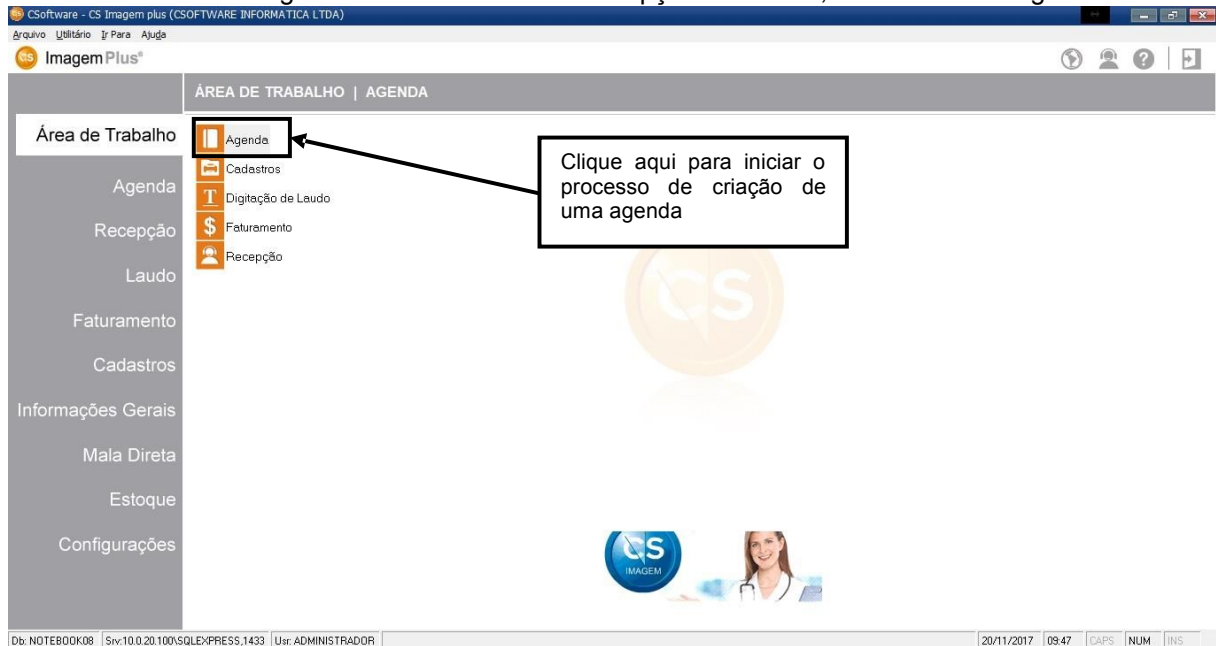 CSoftware - CS Imagem plus (CSOFTWARE INFORMATICA LTDA)
Arquivo Utilitário Ir Para Ajuda
CS Imagem Plus®
ÁREA DE TRABALHO | AGENDA
Área de Trabalho
Agenda
Recepção
Laudo
Faturamento
Cadastros
Informações Gerais
Mala Direta
Estoque
Configurações
Agenda
Cadastros
Digitação de Laudo
Faturamento
Recepção
Clique aqui para iniciar o
processo de criação de
uma agenda
CS
CS
IMAGEM
Db: NOTEBOOK08 Srv:10.0.20.100\SQLEXPRESS,1433 Usr: ADMINISTRADOR 20/11/2017 09:47 CAPS NUM INS